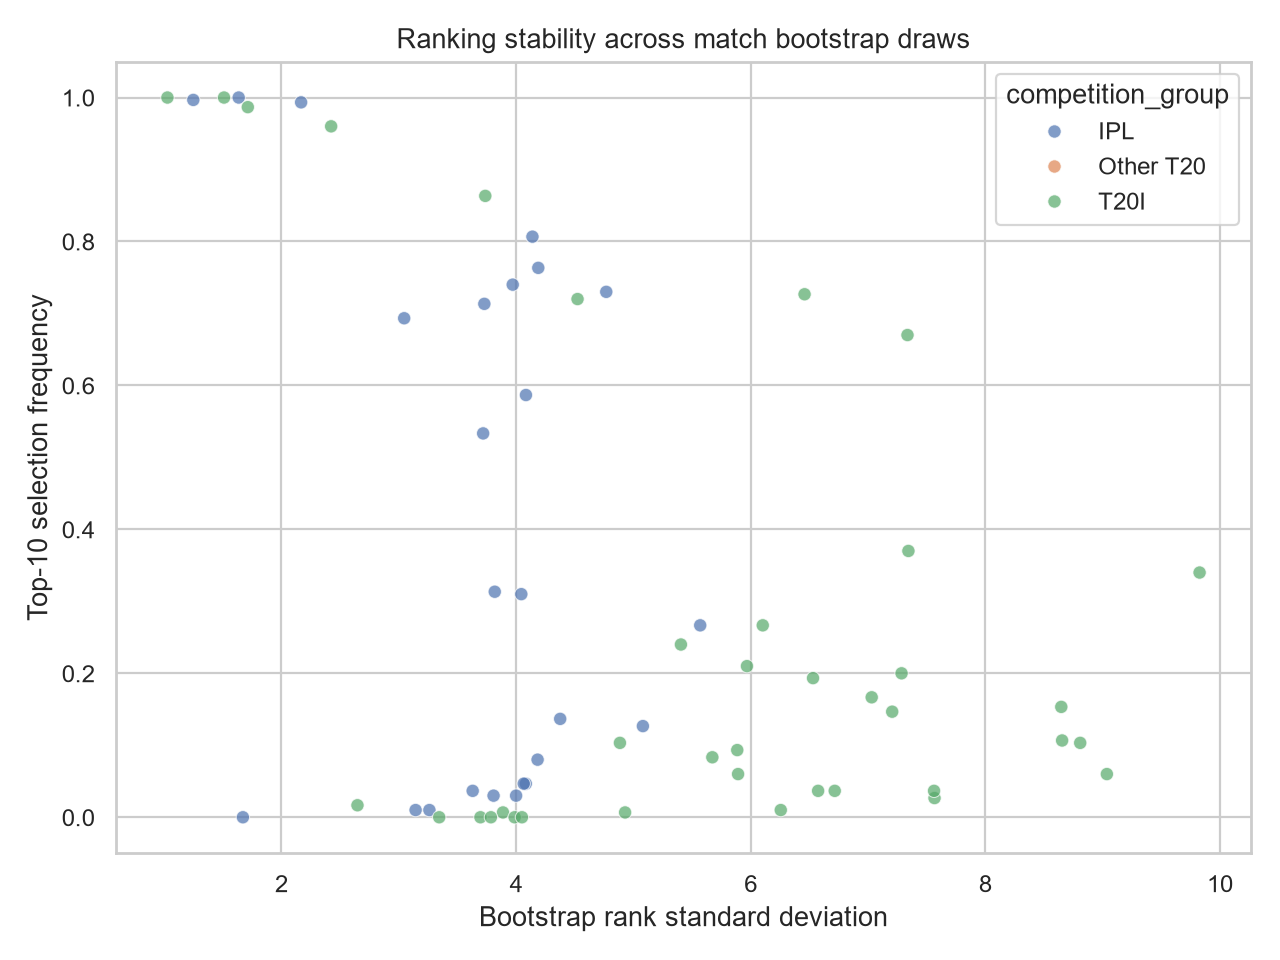 Ranking stability across match bootstrap draws
competition_group
IPL
Other T20
T20I
Top-10 selection frequency
1.0
0.8
0.6
0.4
0.2
0.0
2 4 6 8 10
Bootstrap rank standard deviation